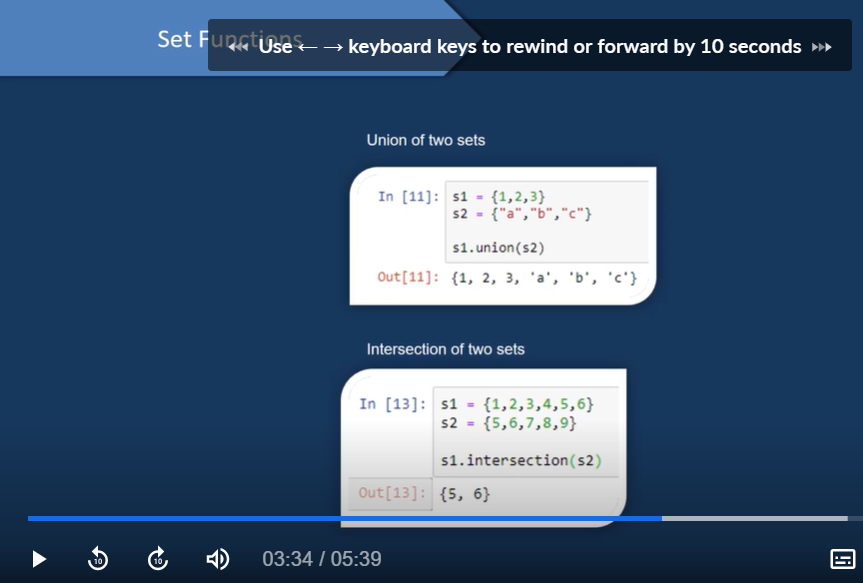 Set Functions
Use ← → keyboard keys to rewind or forward by 10 seconds
Union of two sets
In [11]: s1 = {1,2,3}
s2 = {"a","b","c"}
s1.union(s2)
Out[11]: {1, 2, 3, 'a', 'b', 'c'}
Intersection of two sets
In [13]: s1 = {1,2,3,4,5,6}
s2 = {5,6,7,8,9}
s1.intersection(s2)
Out[13]: {5, 6}
10 10 03:34 / 05:39